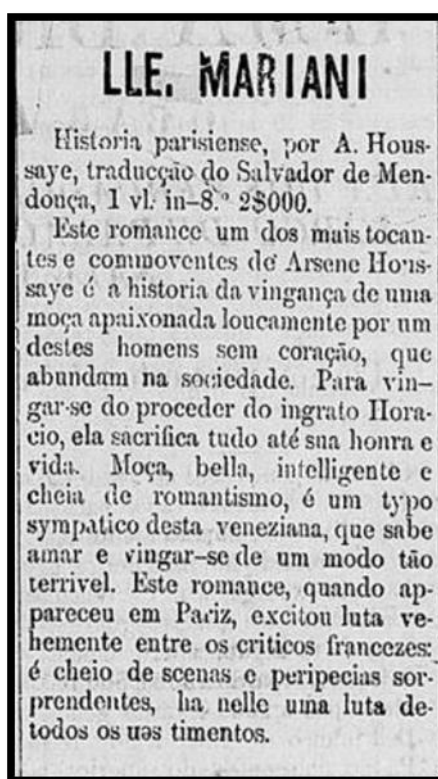 LLE. MARIANI
Historia parisiense, por A. Hous-
saye, traducção do Salvador de Men-
donça, 1 vl. in-8.º 2$000.
Este romance um dos mais tocan-
tes e commoventes de Arsene Hous-
saye é a historia da vingança de uma
moça apaixonada loucamente por um
destes homens sem coração, que
abundam na sociedade. Para vin-
gar-se do proceder do ingrato Hora-
cio, ela sacrifica tudo até sua honra e
vida. Moça, bella, intelligente e
cheia de romantismo, é um typo
sympatico desta veneziana, que sabe
amar e vingar-se de um modo tão
terrivel. Este romance, quando ap-
pareceu em Pariz, excitou luta ve-
hemente entre os criticos francezes:
é cheio de scenas e peripecias sor-
prendentes, ha nelle uma luta de-
todos os uas timentos.